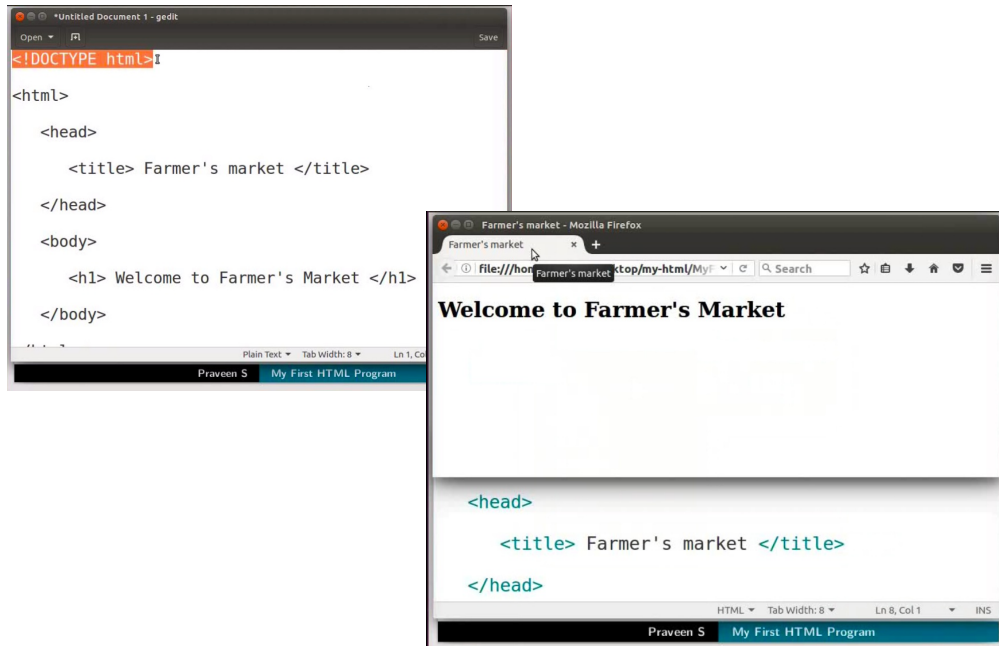 *Untitled Document 1 - gedit
Open Save
<!DOCTYPE html>
<html>
<head>
<title> Farmer's market </title>
</head>
<body>
<h1> Welcome to Farmer's Market </h1>
</body>
Plain Text Tab Width: 8 Ln 1, Co
Praveen S My First HTML Program
Farmer's market - Mozilla Firefox
Farmer's market × +
file:///hom ktop/my-html/MyF Search
Farmer's market
Welcome to Farmer's Market
<head>
<title> Farmer's market </title>
</head>
HTML Tab Width: 8 Ln 8, Col 1 INS
Praveen S My First HTML Program